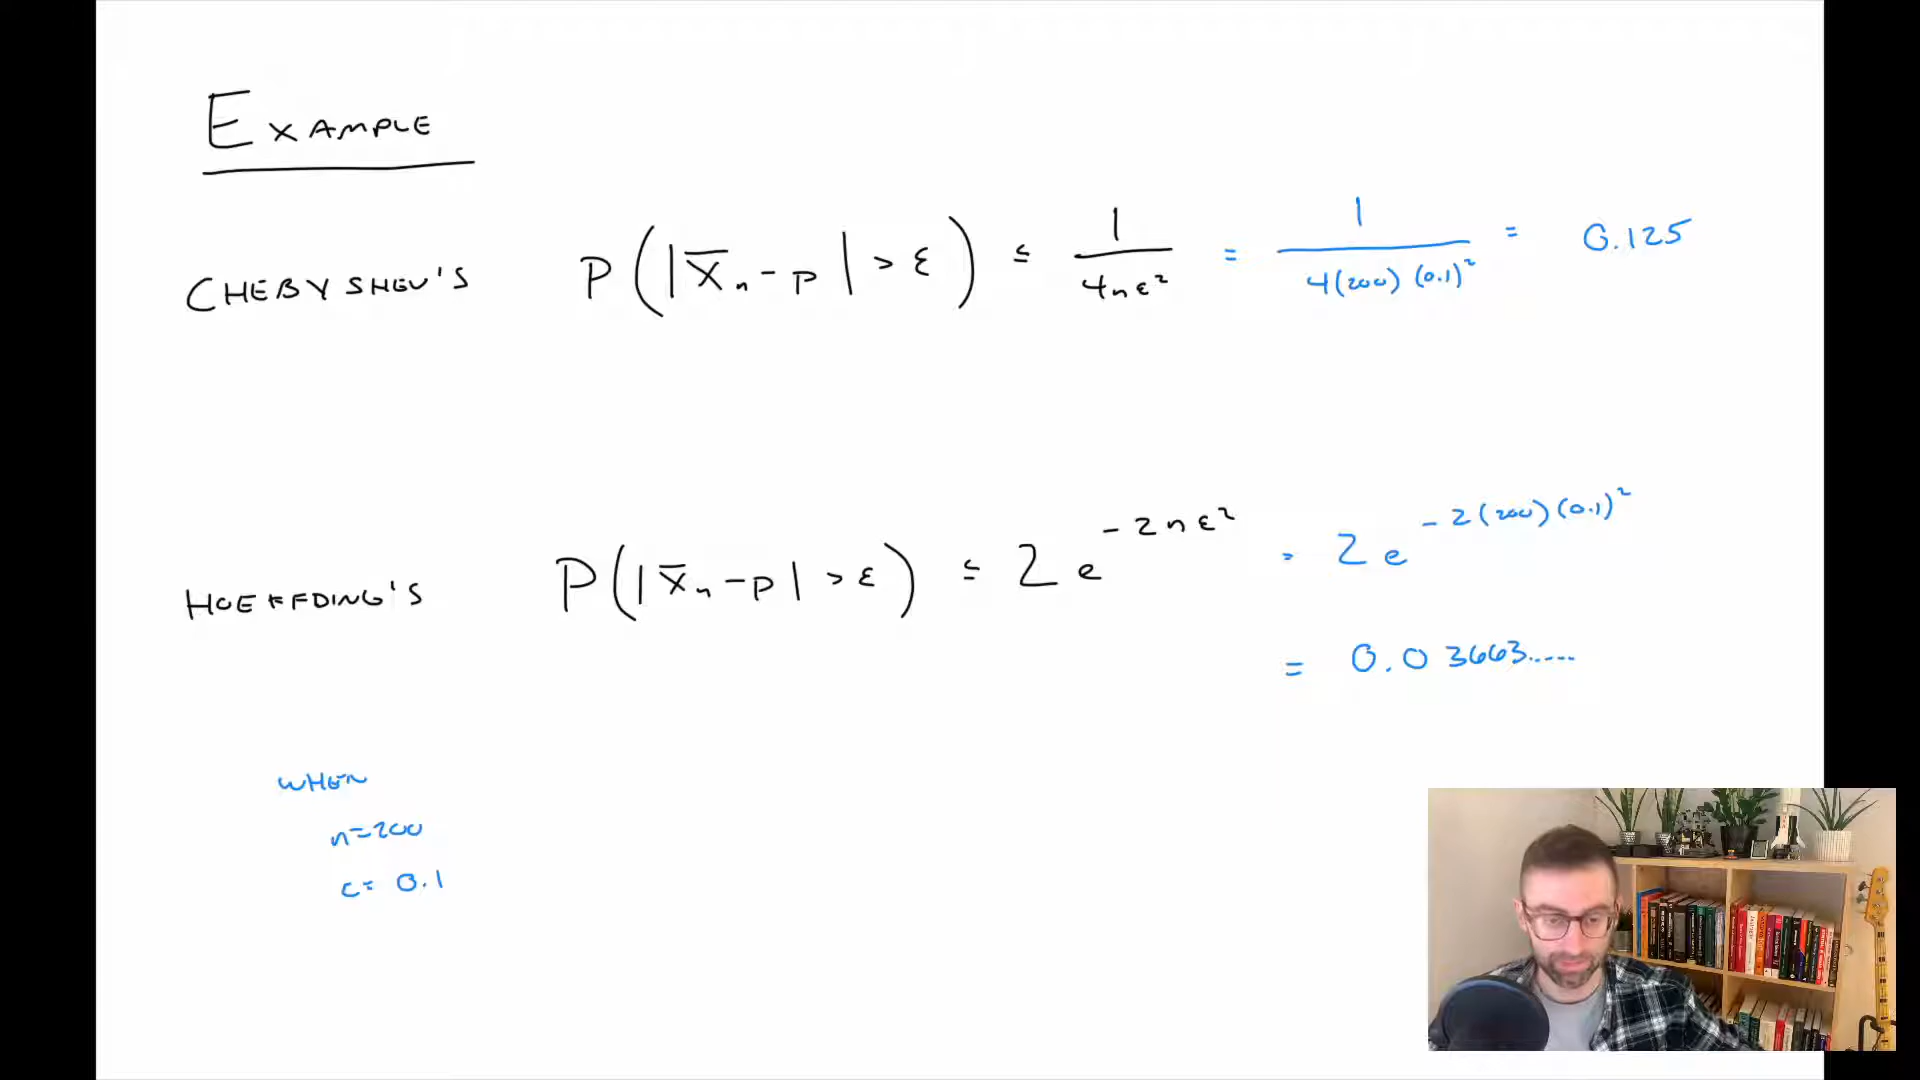 EXAMPLE
CHEBYSHEV'S P(|X̄ₙ - p| > ε) ≤ 1/(4nε²) = 1/(4(200)(0.1)²) = 0.125
HOEFFDING'S P(|X̄ₙ - p| > ε) ≤ 2e^(-2nε²) = 2e^(-2(200)(0.1)²)
= 0.03663.....
WHEN
n=200
ε= 0.1